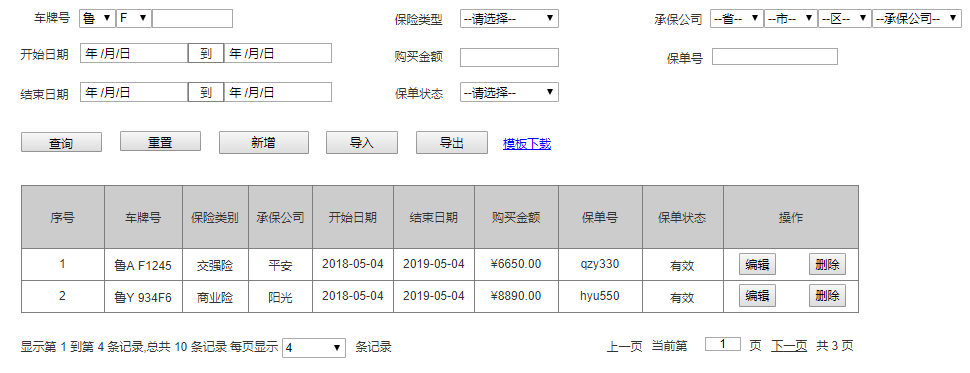 车牌号 鲁 F 保险类型 --请选择-- 承保公司 --省-- --市-- --区-- --承保公司--
开始日期 年 /月/日 到 年 /月/日 购买金额 保单号
结束日期 年 /月/日 到 年 /月/日 保单状态 --请选择--
查询 重置 新增 导入 导出 模板下载
序号 车牌号 保险类别 承保公司 开始日期 结束日期 购买金额 保单号 保单状态 操作
1 鲁A F1245 交强险 平安 2018-05-04 2019-05-04 ¥6650.00 qzy330 有效 编辑 删除
2 鲁Y 934F6 商业险 阳光 2018-05-04 2019-05-04 ¥8890.00 hyu550 有效 编辑 删除
显示第 1 到第 4 条记录,总共 10 条记录 每页显示 4 条记录 上一页 当前第 1 页 下一页 共 3 页